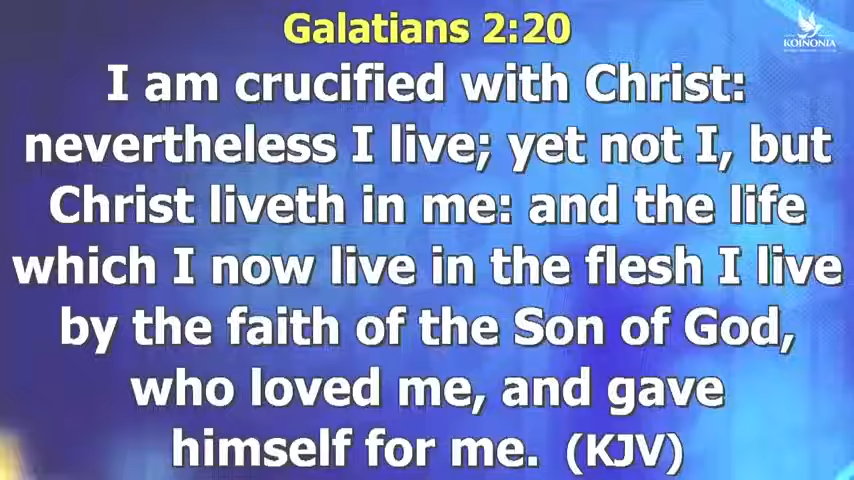 Galatians 2:20
KOINONIA
I am crucified with Christ:
nevertheless I live; yet not I, but
Christ liveth in me: and the life
which I now live in the flesh I live
by the faith of the Son of God,
who loved me, and gave
himself for me. (KJV)